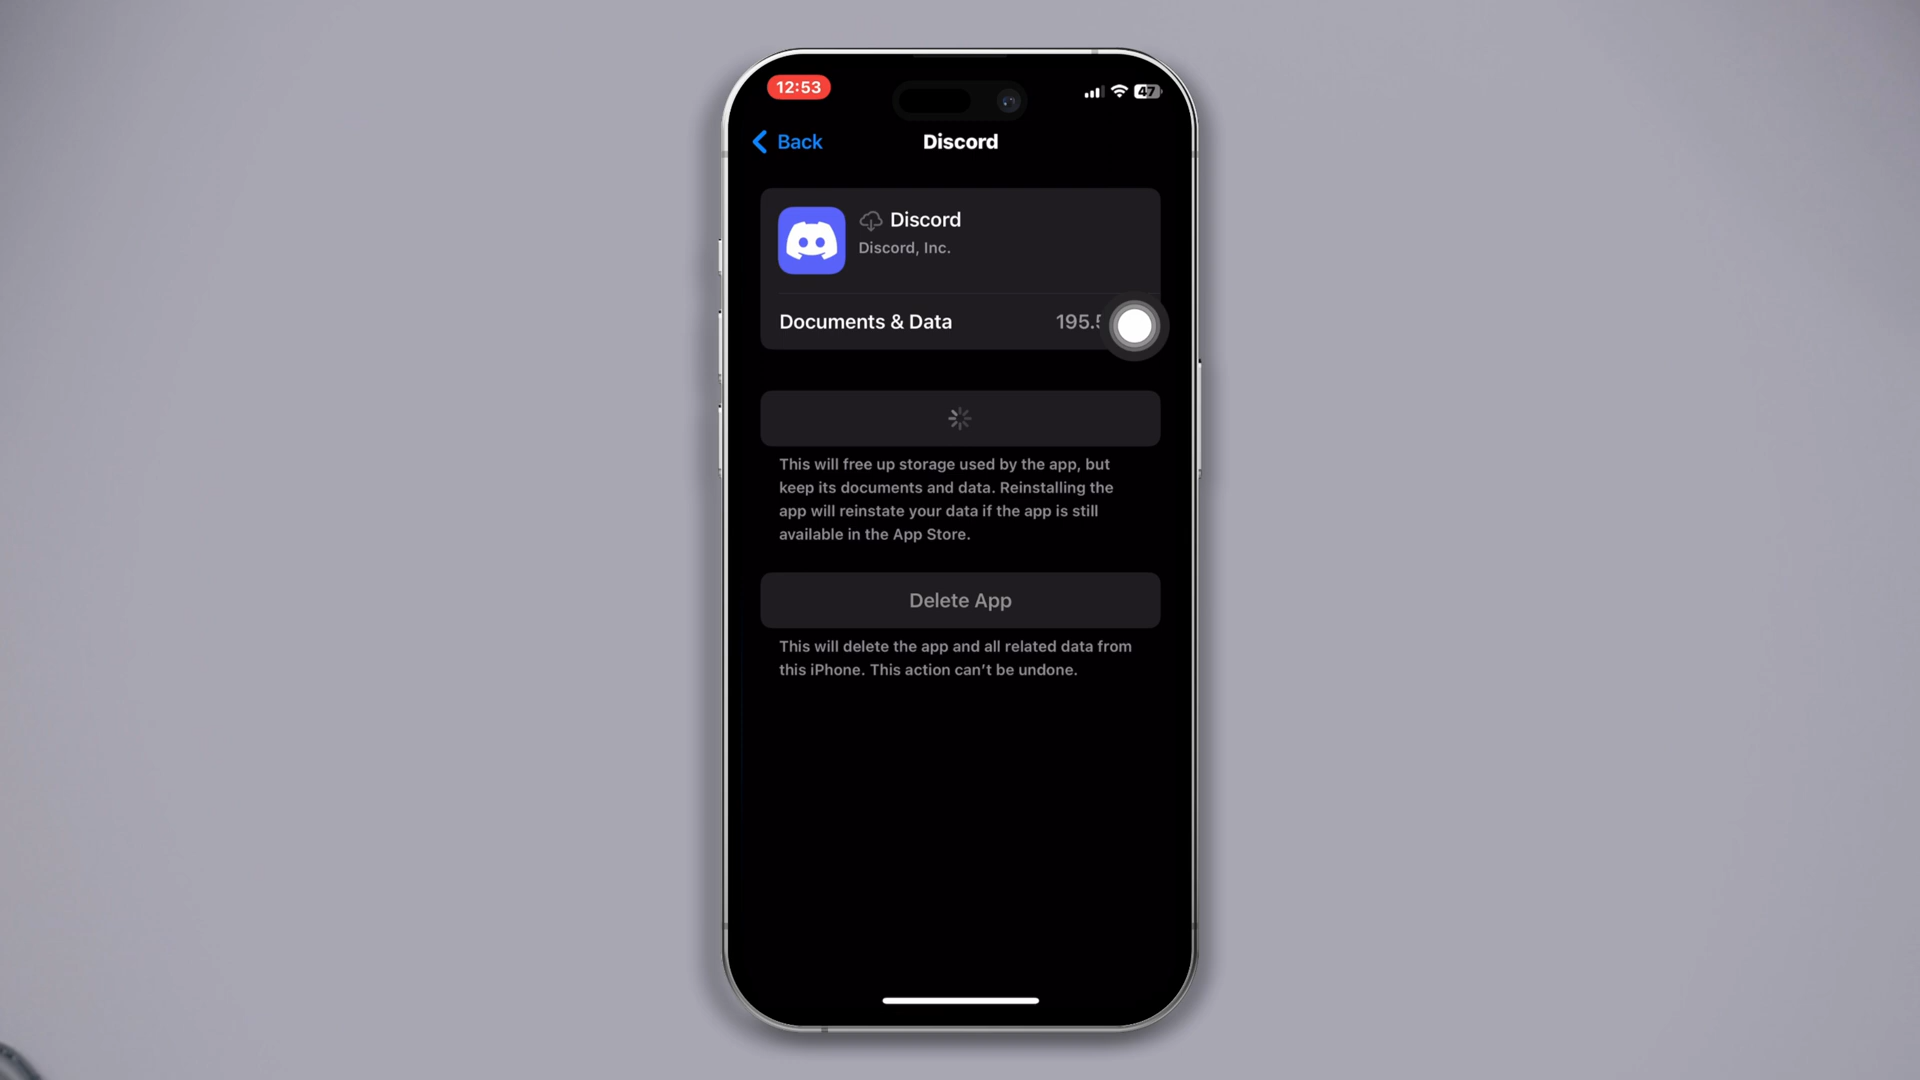 12:53
47
Back
Discord
Discord
Discord, Inc.
Documents & Data
195.5
This will free up storage used by the app, but
keep its documents and data. Reinstalling the
app will reinstate your data if the app is still
available in the App Store.
Delete App
This will delete the app and all related data from
this iPhone. This action can't be undone.